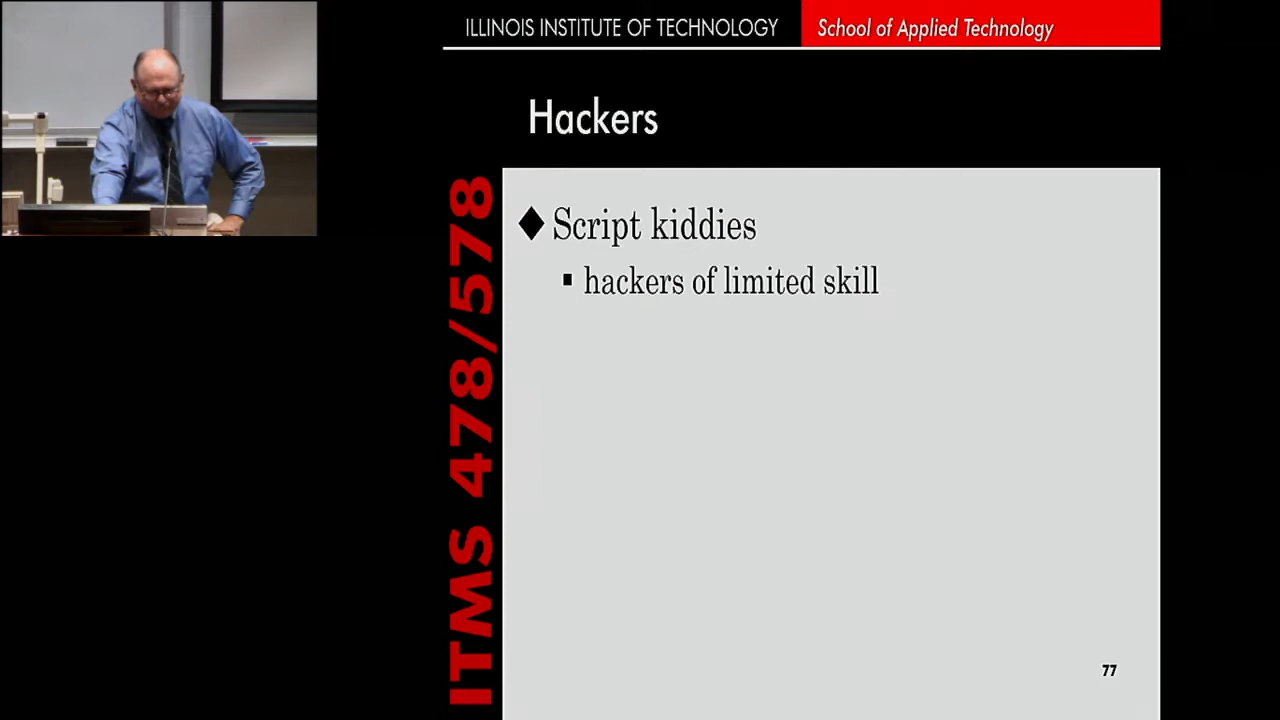 ILLINOIS INSTITUTE OF TECHNOLOGY School of Applied Technology
Hackers
ITMS 478/578
Script kiddies
hackers of limited skill
77